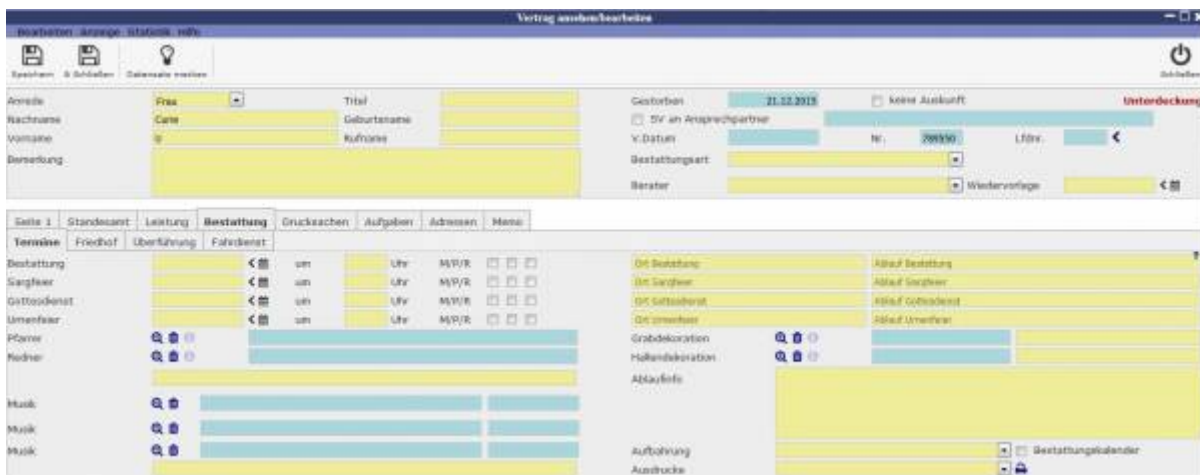 Vertrag ansehen/bearbeiten
Bearbeiten Anzeige Statistik Hilfe
Speichern & Schließen Datensatz merken Schließen
Anrede Frau Titel Gestorben 21.12.2015 keine Auskunft Unterdeckung
Nachname Geburtsname SV an Ansprechpartner
Vorname Rufname V.Datum Nr. Lfdnr.
Bemerkung Bestattungsart
Berater Wiedervorlage
Seite 1 Standesamt Leistung Bestattung Drucksachen Aufgaben Adressen Memo
Termine Friedhof Überführung Fahrdienst
Bestattung um Uhr M/P/R Ort Bestattung Ablauf Bestattung
Sargfeier um Uhr M/P/R Ort Sargfeier Ablauf Sargfeier
Gottesdienst um Uhr M/P/R Ort Gottesdienst Ablauf Gottesdienst
Urnenfeier um Uhr M/P/R Ort Urnenfeier Ablauf Urnenfeier
Pfarrer Grabdekoration
Redner Hallendekoration
Ablaufinfo
Musik
Musik
Musik Aufbahrung Bestattungskalender
Ausdrucke